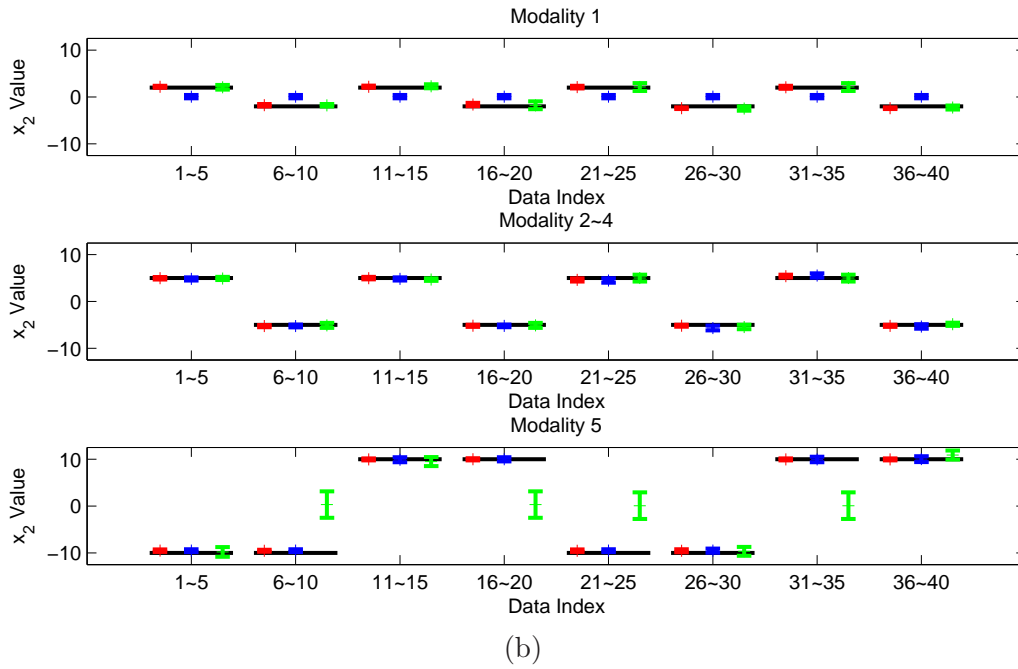 Modality 1
x₂ Value
10
0
−10
1~5 6~10 11~15 16~20 21~25 26~30 31~35 36~40
Data Index
Modality 2~4
x₂ Value
10
0
−10
1~5 6~10 11~15 16~20 21~25 26~30 31~35 36~40
Data Index
Modality 5
x₂ Value
10
0
−10
1~5 6~10 11~15 16~20 21~25 26~30 31~35 36~40
Data Index
(b)